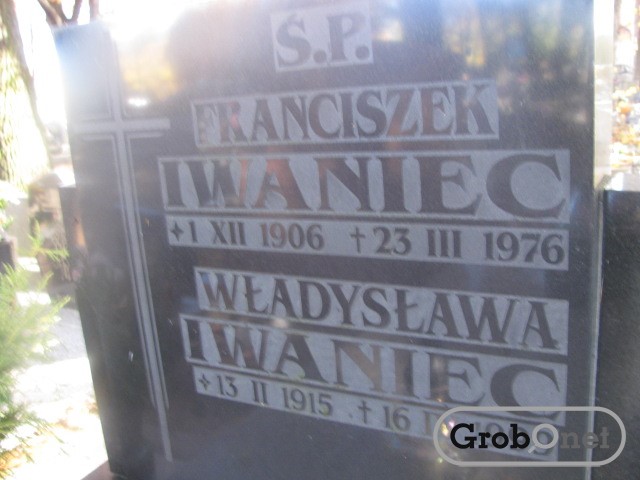 Ś.P.
FRANCISZEK
IWANIEC
✦1 XII 1906 †23 III 1976
WŁADYSŁAWA
IWANIEC
✦13 II 1915 †16
GrobOnet